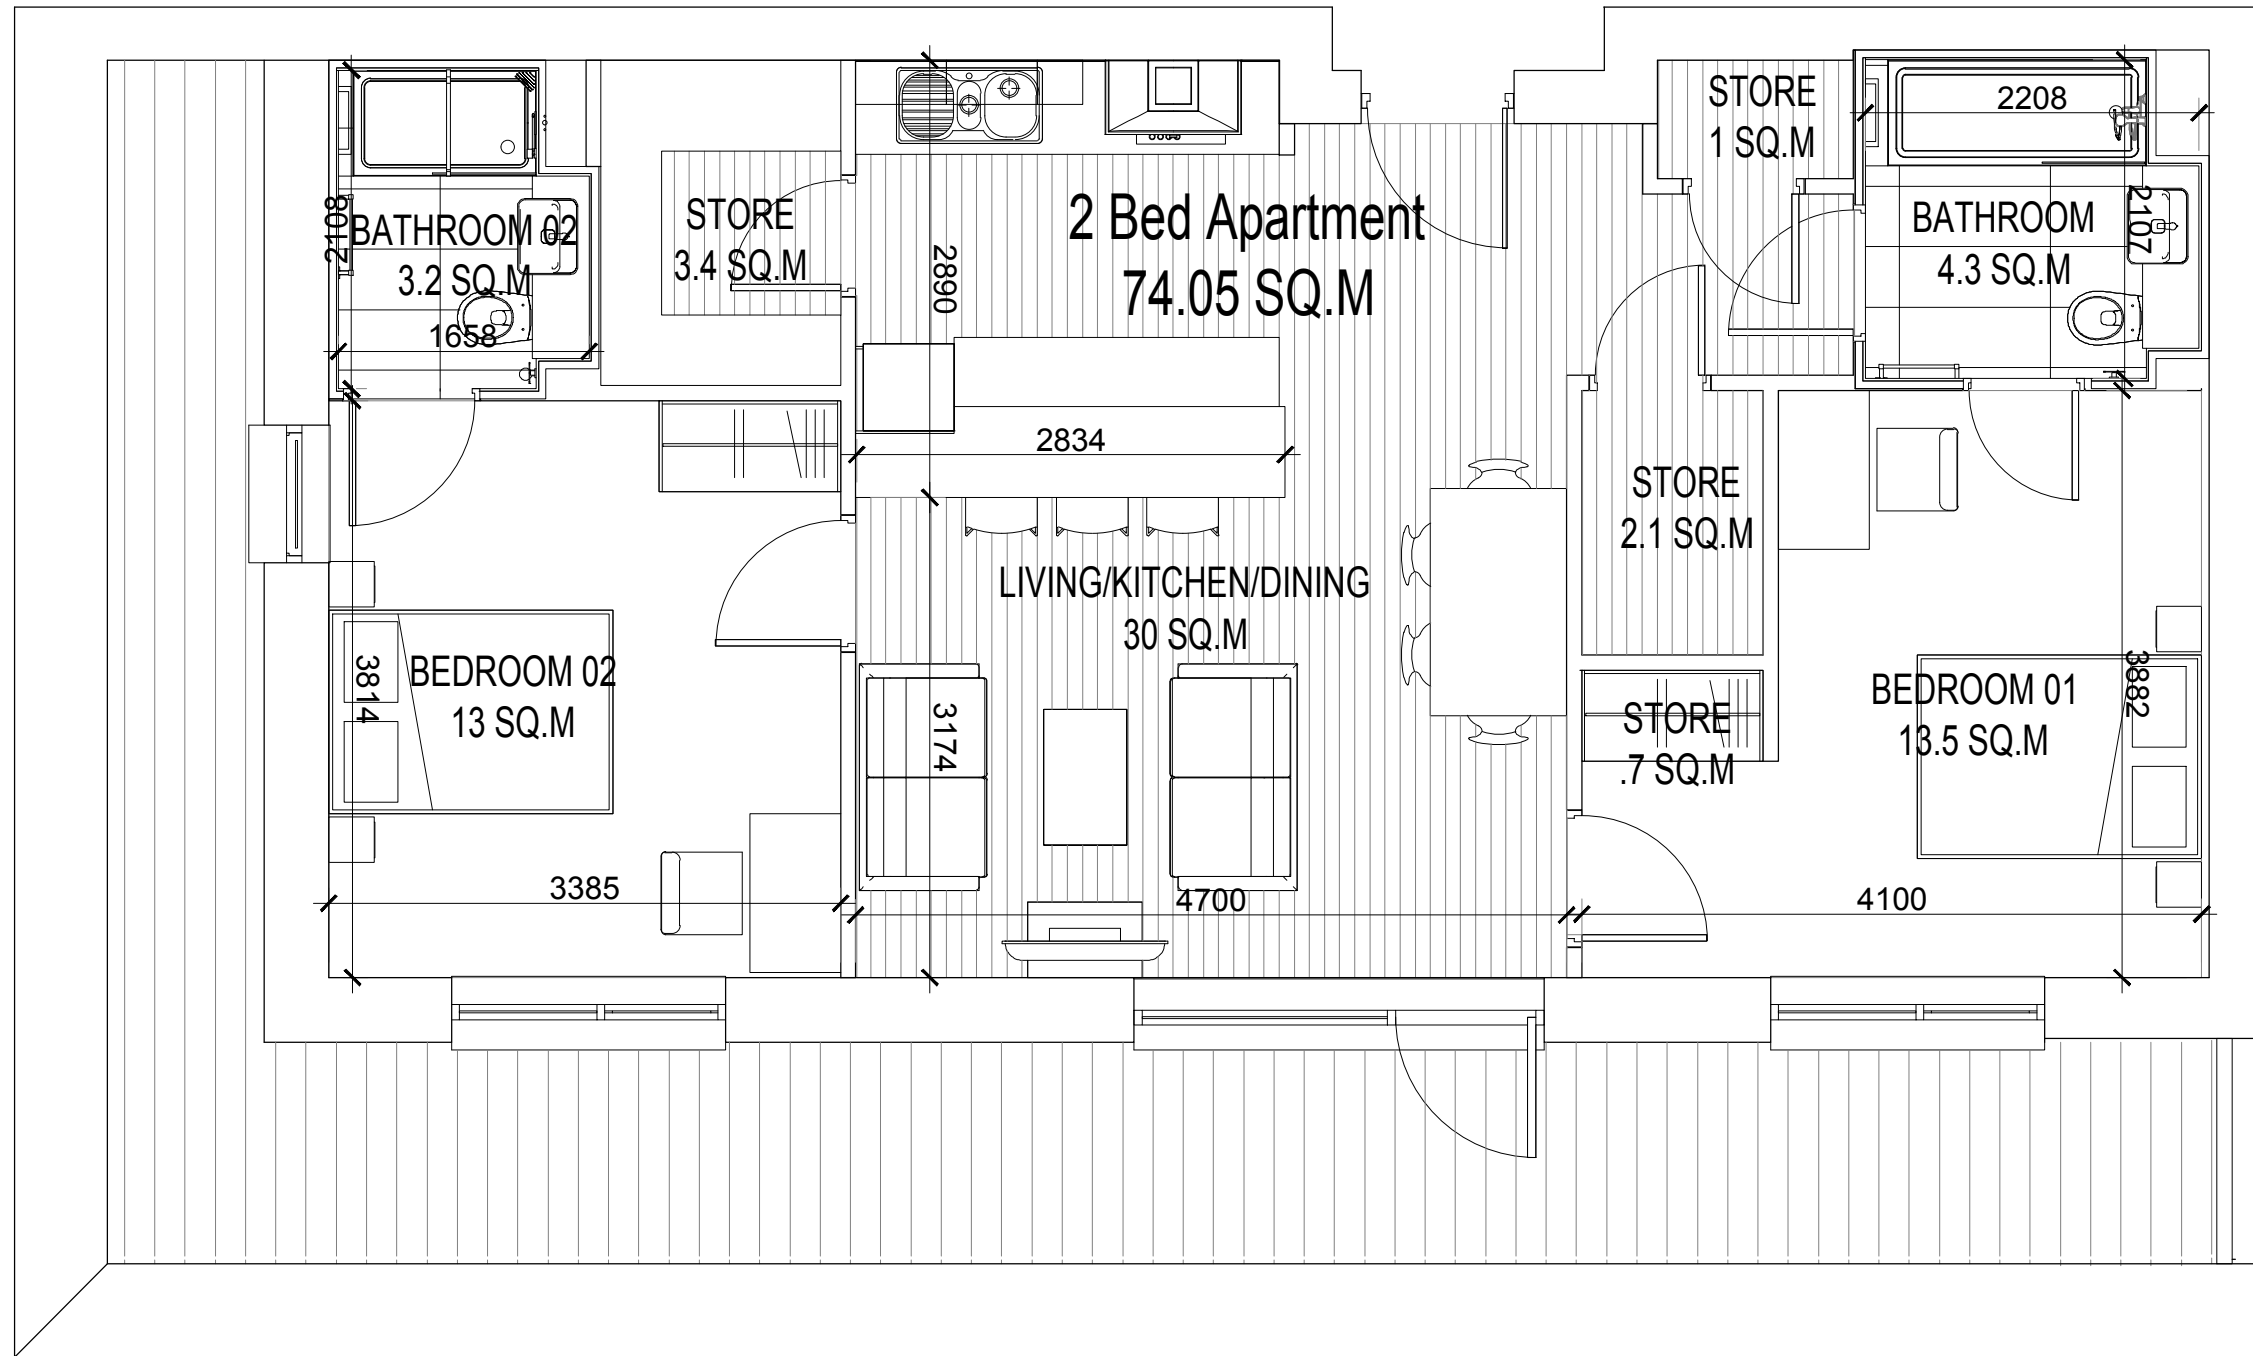 STORE
1 SQ.M
2208
2108
BATHROOM 02
3.2 SQ.M
1658
STORE
3.4 SQ.M
2890
2 Bed Apartment
74.05 SQ.M
BATHROOM
4.3 SQ.M
2107
2834
STORE
2.1 SQ.M
LIVING/KITCHEN/DINING
30 SQ.M
3814
BEDROOM 02
13 SQ.M
3174
STORE
.7 SQ.M
BEDROOM 01
13.5 SQ.M
3882
3385
4700
4100